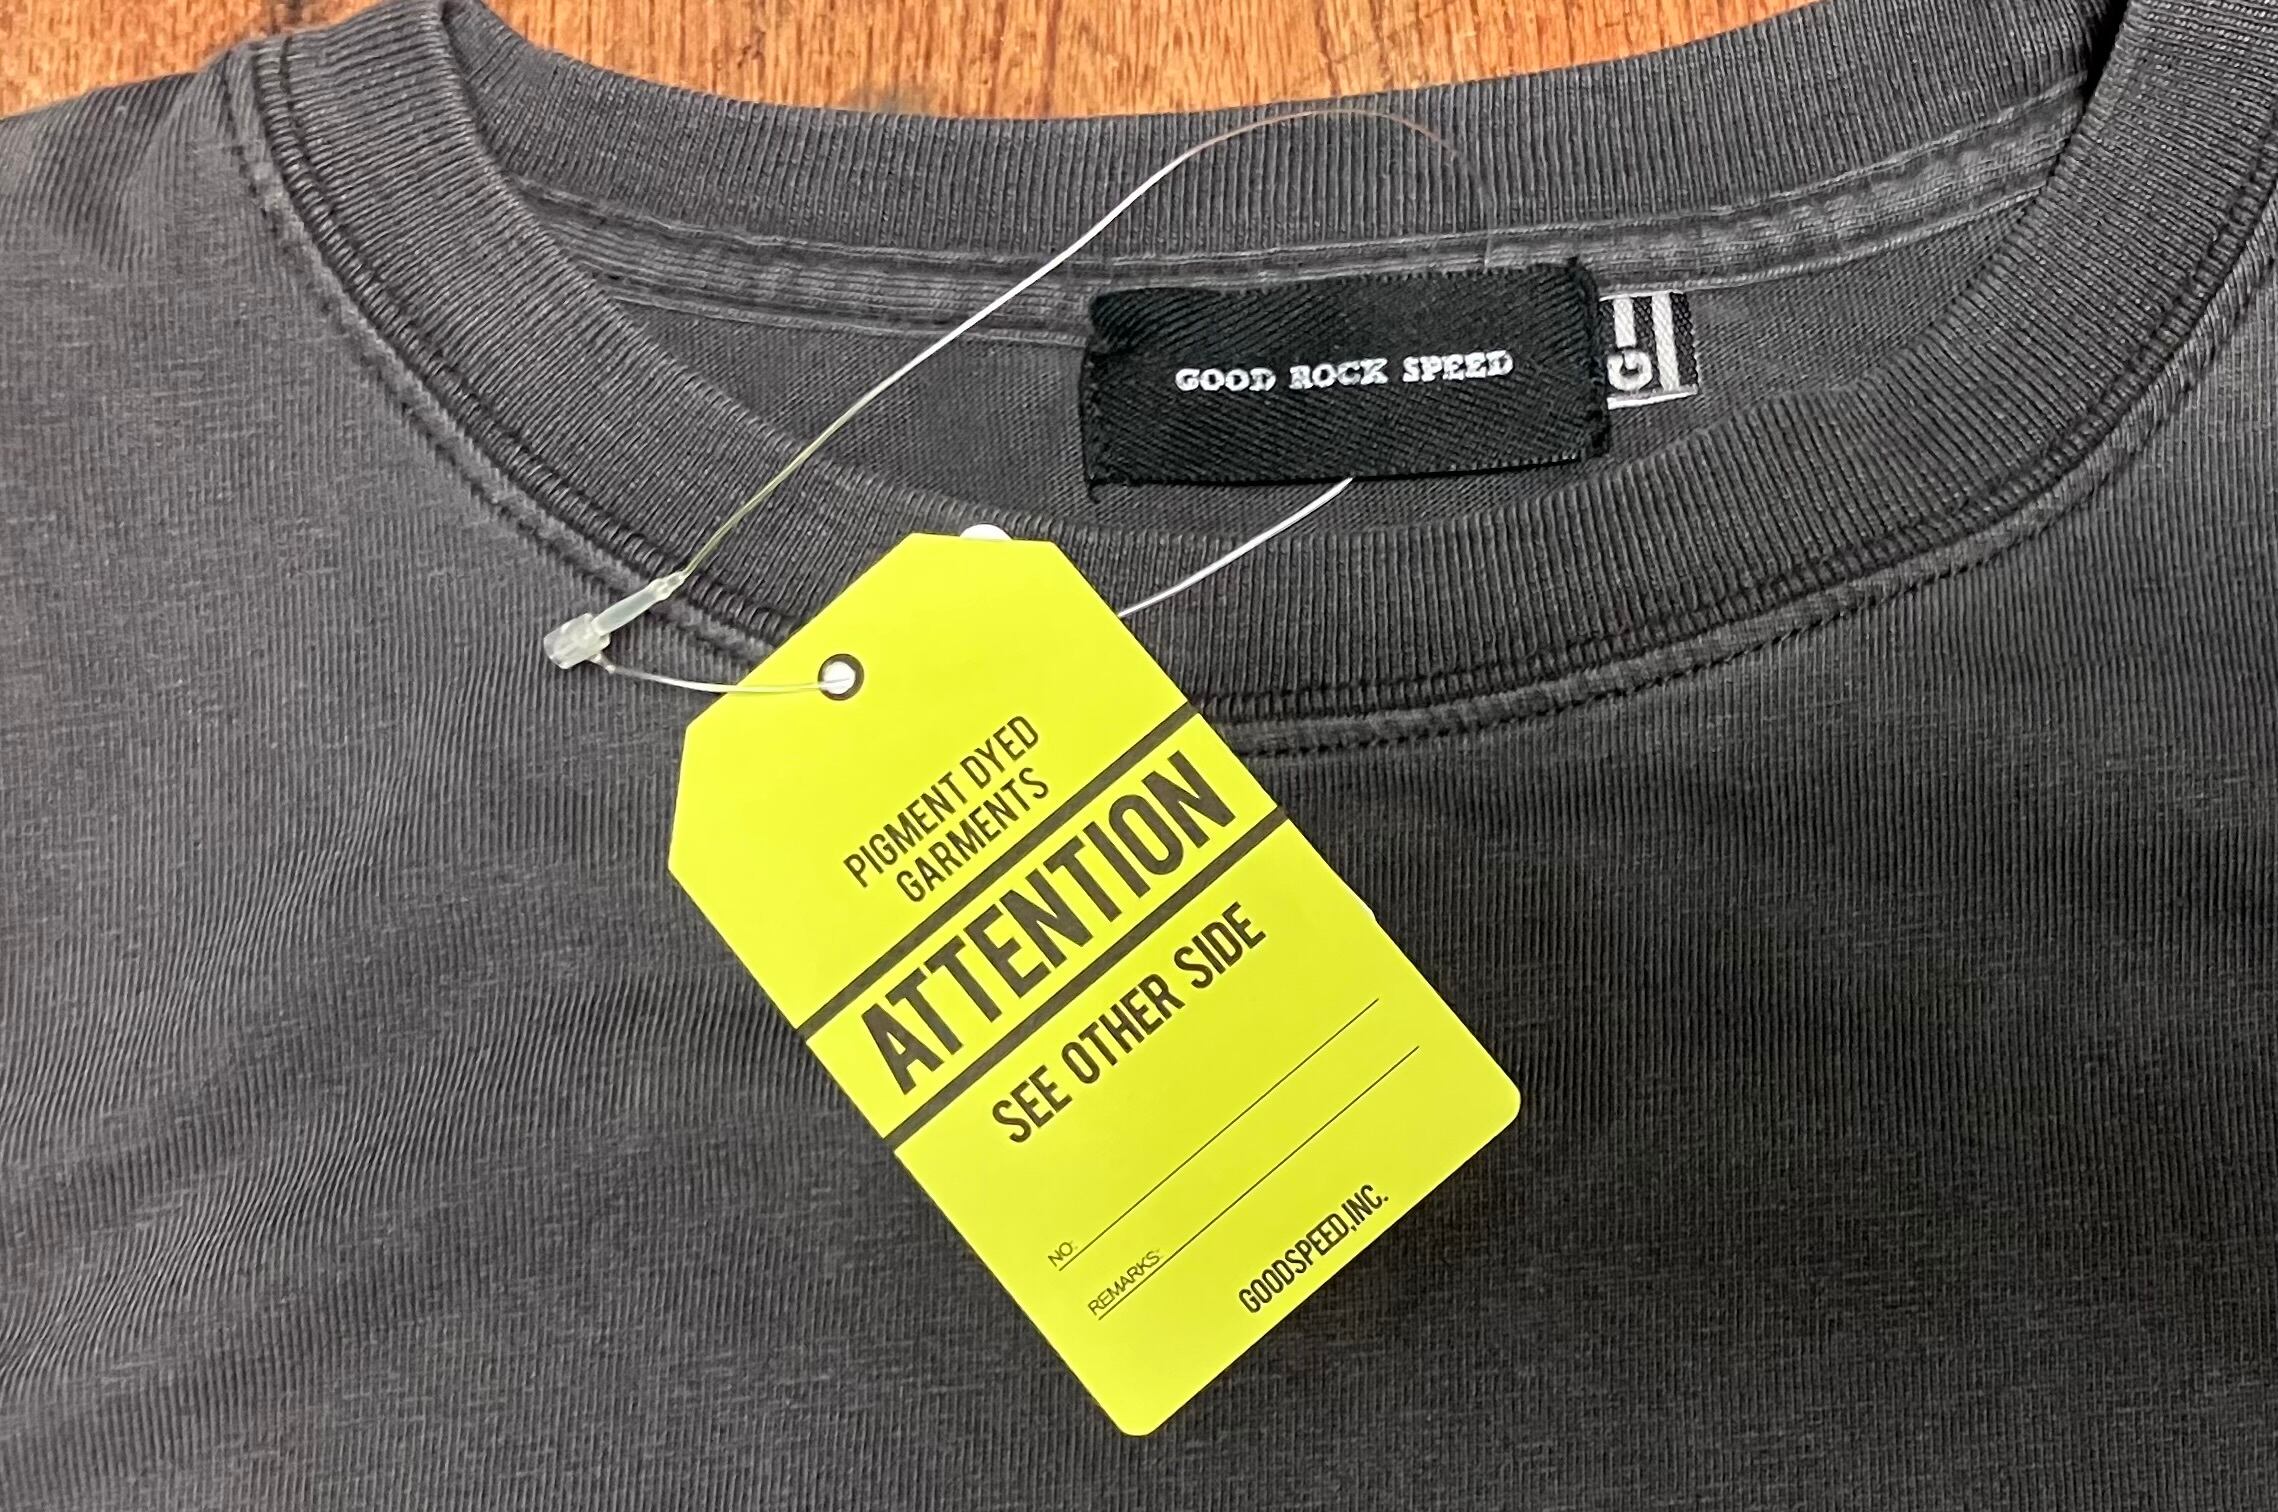 GOOD ROCK SPEED
G-
PIGMENT DYED
GARMENTS
ATTENTION
SEE OTHER SIDE
NO:
REMARKS:
GOODSPEED,INC.